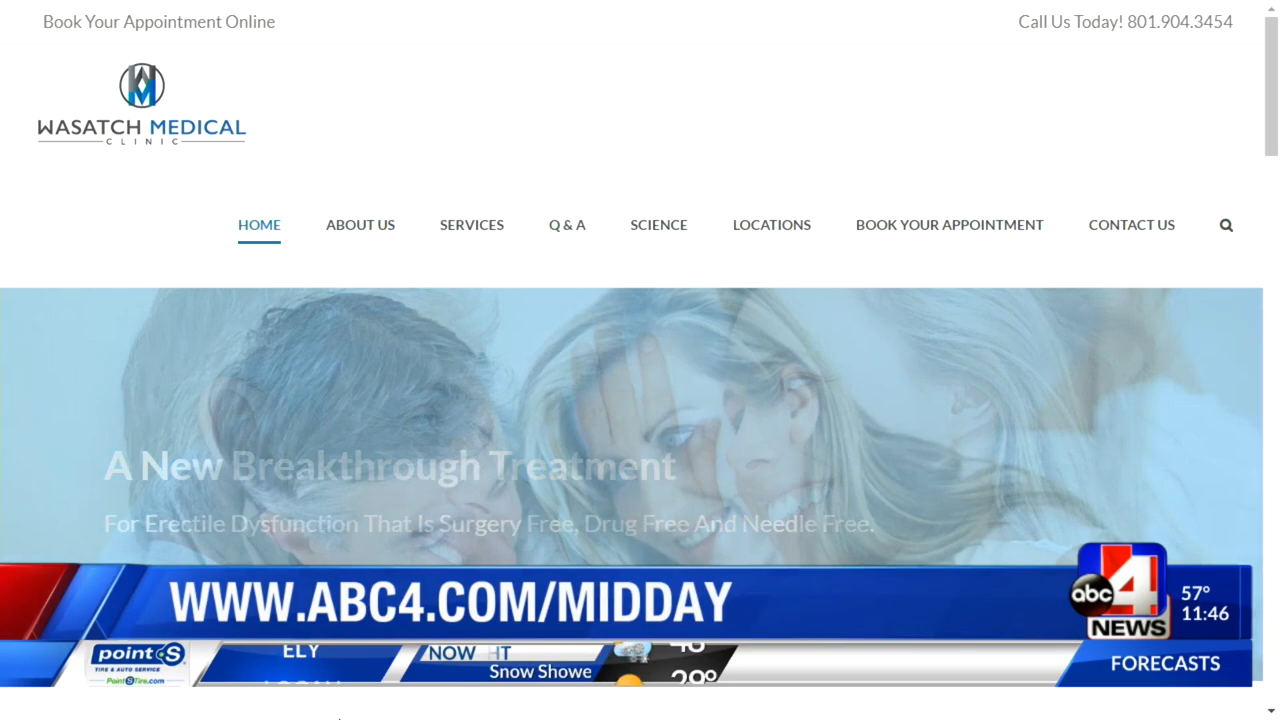 Book Your Appointment Online
Call Us Today! 801.904.3454
WASATCH MEDICAL
CLINIC
HOME
ABOUT US
SERVICES
Q & A
SCIENCE
LOCATIONS
BOOK YOUR APPOINTMENT
CONTACT US
A New Breakthrough Treatment
For Erectile Dysfunction That Is Surgery Free, Drug Free And Needle Free.
WWW.ABC4.COM/MIDDAY
abc 4
NEWS
57°
11:46
point S
TIRE & AUTO SERVICE
PointSTire.com
ELY
NOW
Snow Showe
29°
FORECASTS